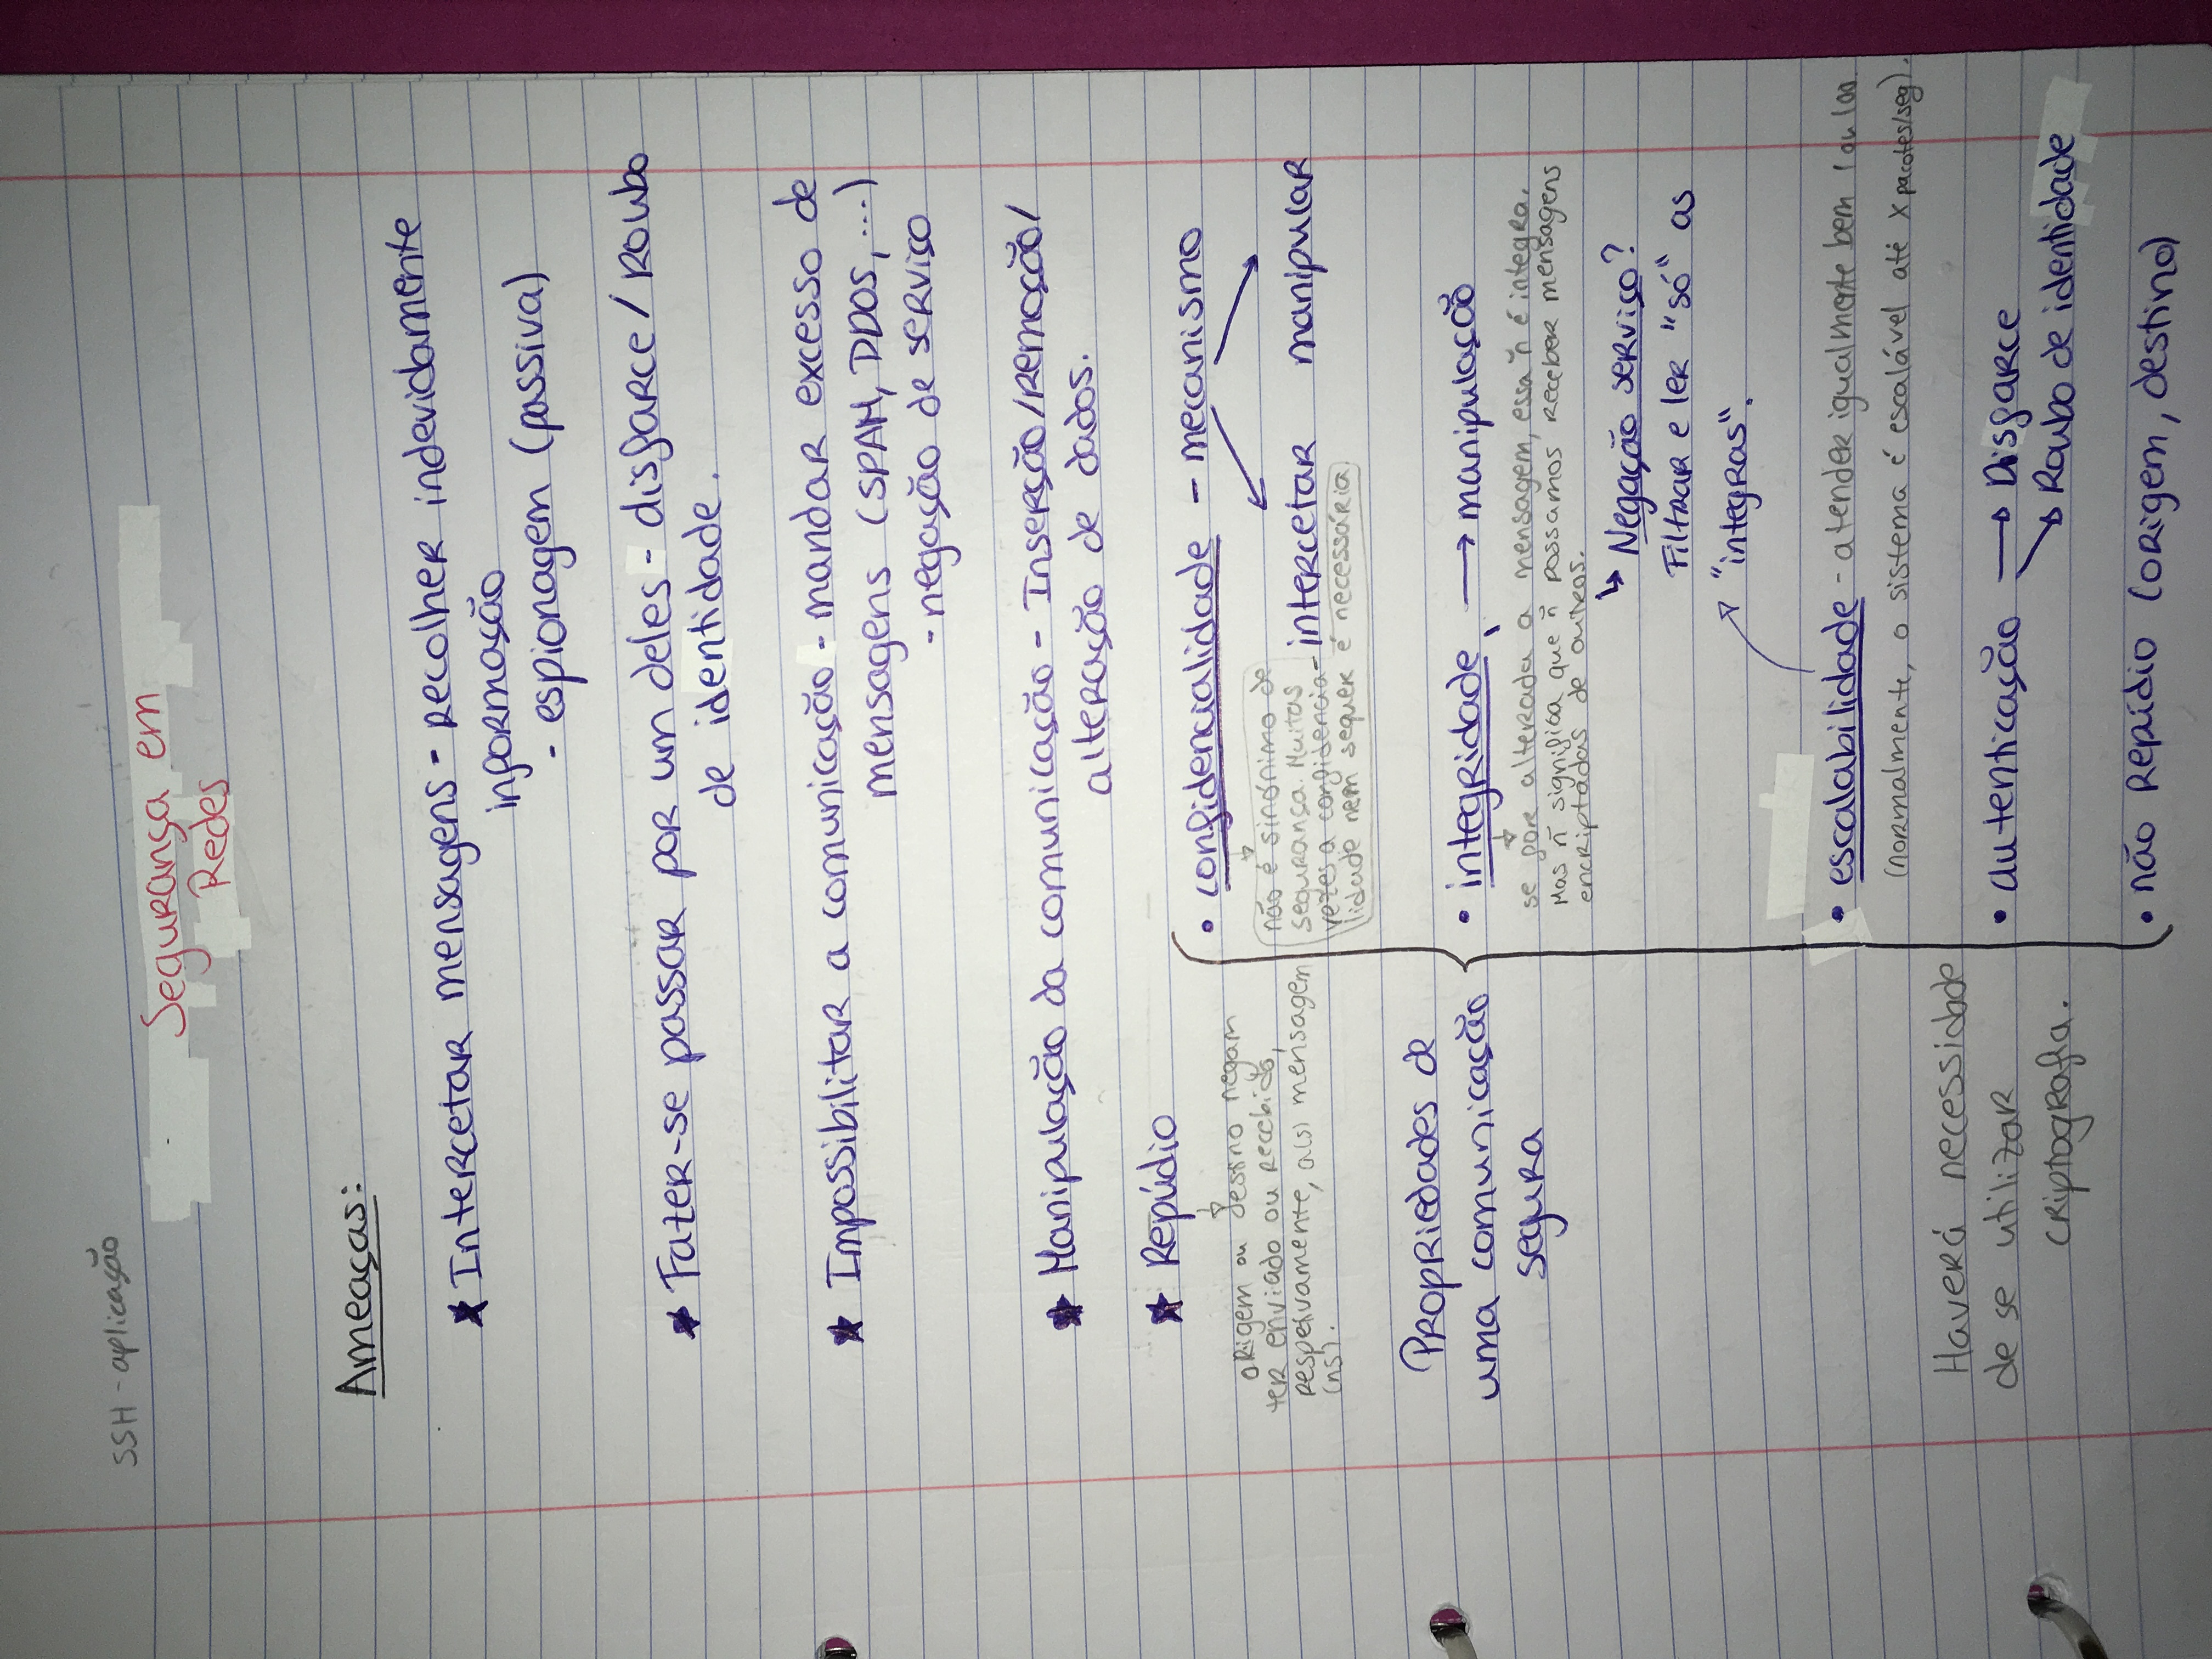 SSH - aplicação
Segurança em
Redes
Ameaças:
★ Intercetar mensagens - recolher indevidamente
informação
- espionagem (passiva)
★ Fazer-se passar por um deles - disfarce / roubo
de identidade.
★ Impossibilitar a comunicação - mandar excesso de
mensagens (SPAM, DDOS, ...)
- negação de serviço
★ Manipulação da comunicação - Inserção/remoção/
alteração de dados.
★ Repúdio
origem ou destino negam
ter enviado ou recebido,
respetivamente, a(s) mensagem
(ns).
Propriedades de
uma comunicação
segura
• confidencialidade - mecanismo
não é sinónimo de
segurança. Muitas
vezes a confidencia-
lidade nem sequer é necessária
intercetar manipular
• integridade → manipulação
se for alterada a mensagem, essa ñ é integra.
Mas ñ significa que ñ possamos receber mensagens
encriptadas de outros.
↳ Negação serviço?
Filtrar e ler "só" as
"integras".
• escalabilidade - atender igualmente bem 1 ou 100.
(normalmente, o sistema é escalável até x pacotes/seg).
Haverá necessidade
de se utilizar
criptografia.
• autenticação → Disfarce
↘ Roubo de identidade
• não repúdio (origem, destino)